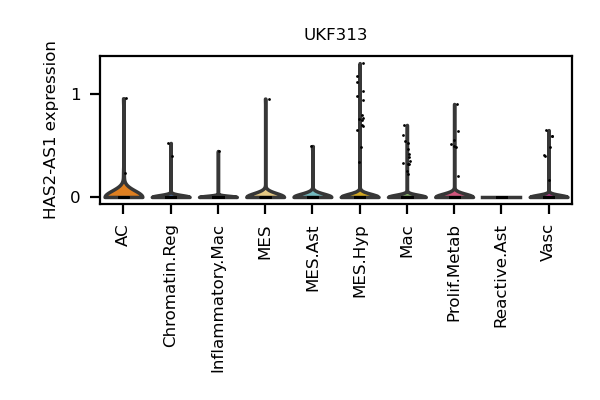 UKF313
HAS2-AS1 expression
1
0
AC
Chromatin.Reg
Inflammatory.Mac
MES
MES.Ast
MES.Hyp
Mac
Prolif.Metab
Reactive.Ast
Vasc